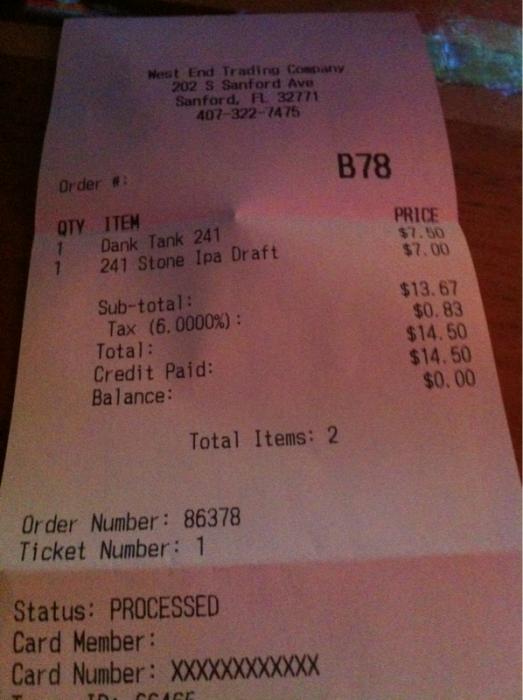 West End Trading Company
202 S Sanford Ave
Sanford, FL 32771
407-322-7475
Order #: B78
QTY ITEM PRICE
1 Dank Tank 241 $7.50
1 241 Stone Ipa Draft $7.00
Sub-total: $13.67
Tax (6.0000%): $0.83
Total: $14.50
Credit Paid: $14.50
Balance: $0.00
Total Items: 2
Order Number: 86378
Ticket Number: 1
Status: PROCESSED
Card Member:
Card Number: XXXXXXXXXXXX